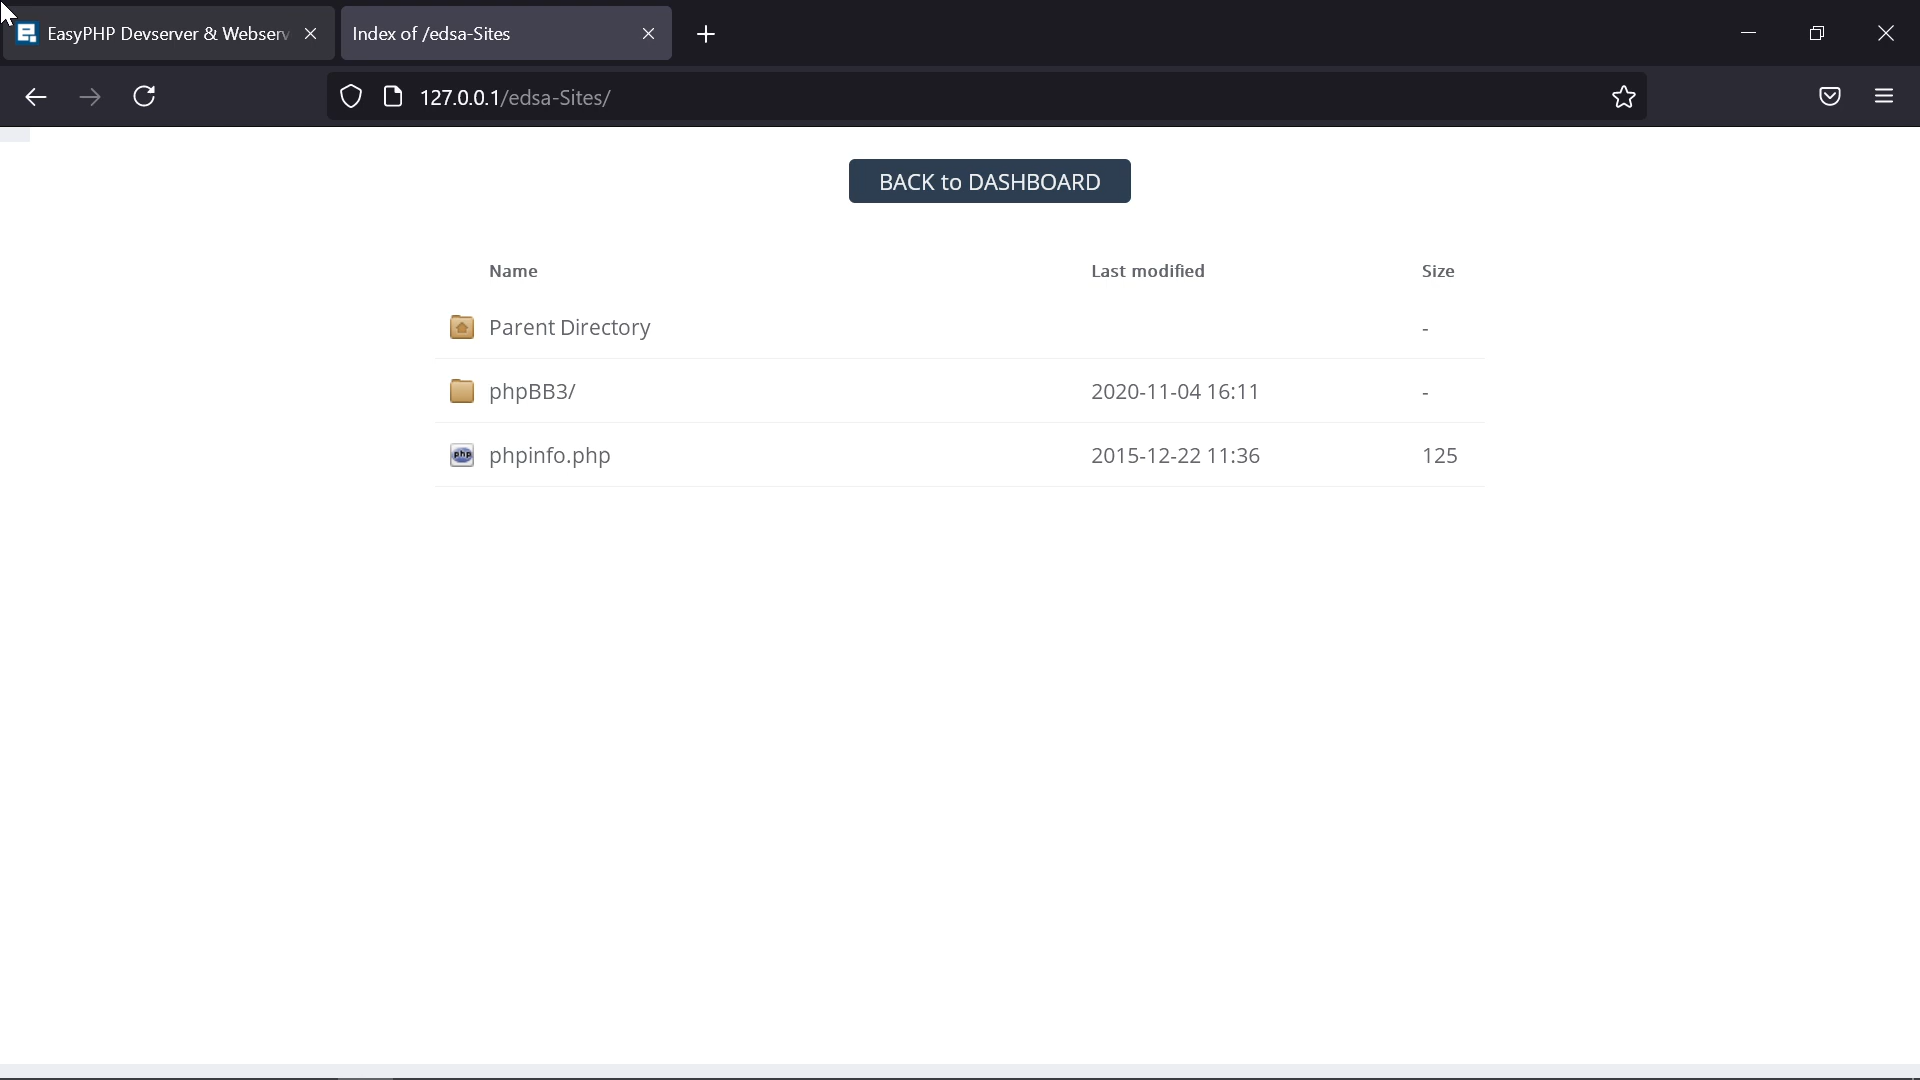 EasyPHP Devserver & Webserv
Index of /edsa-Sites
127.0.0.1/edsa-Sites/
BACK to DASHBOARD
Name Last modified Size
Parent Directory -
phpBB3/ 2020-11-04 16:11 -
php phpinfo.php 2015-12-22 11:36 125